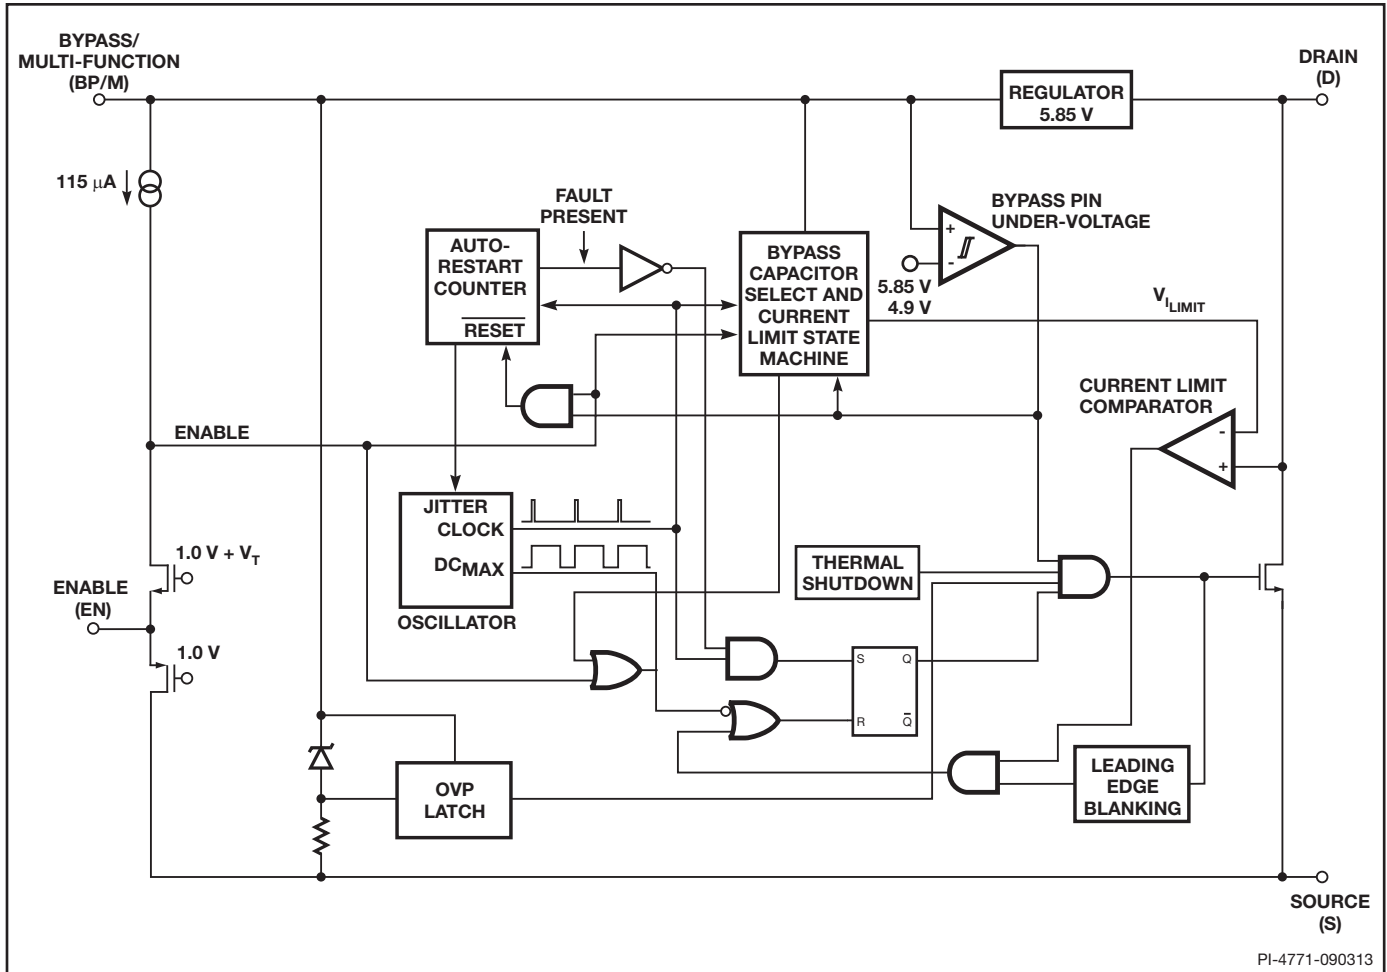 BYPASS/
MULTI-FUNCTION
(BP/M)
DRAIN
(D)
REGULATOR
5.85 V
115 μA
FAULT
PRESENT
BYPASS PIN
UNDER-VOLTAGE
AUTO-
RESTART
COUNTER
RESET
BYPASS
CAPACITOR
SELECT AND
CURRENT
LIMIT STATE
MACHINE
+
-
5.85 V
4.9 V
VILIMIT
CURRENT LIMIT
COMPARATOR
-
+
ENABLE
JITTER
CLOCK
DCMAX
OSCILLATOR
1.0 V + VT
ENABLE
(EN)
1.0 V
THERMAL
SHUTDOWN
S Q
R Q̅
OVP
LATCH
LEADING
EDGE
BLANKING
SOURCE
(S)
PI-4771-090313